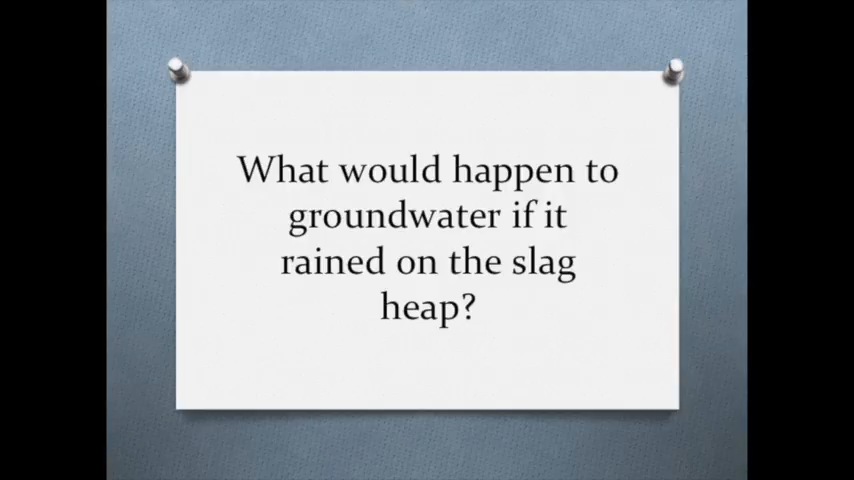 What would happen to
groundwater if it
rained on the slag
heap?